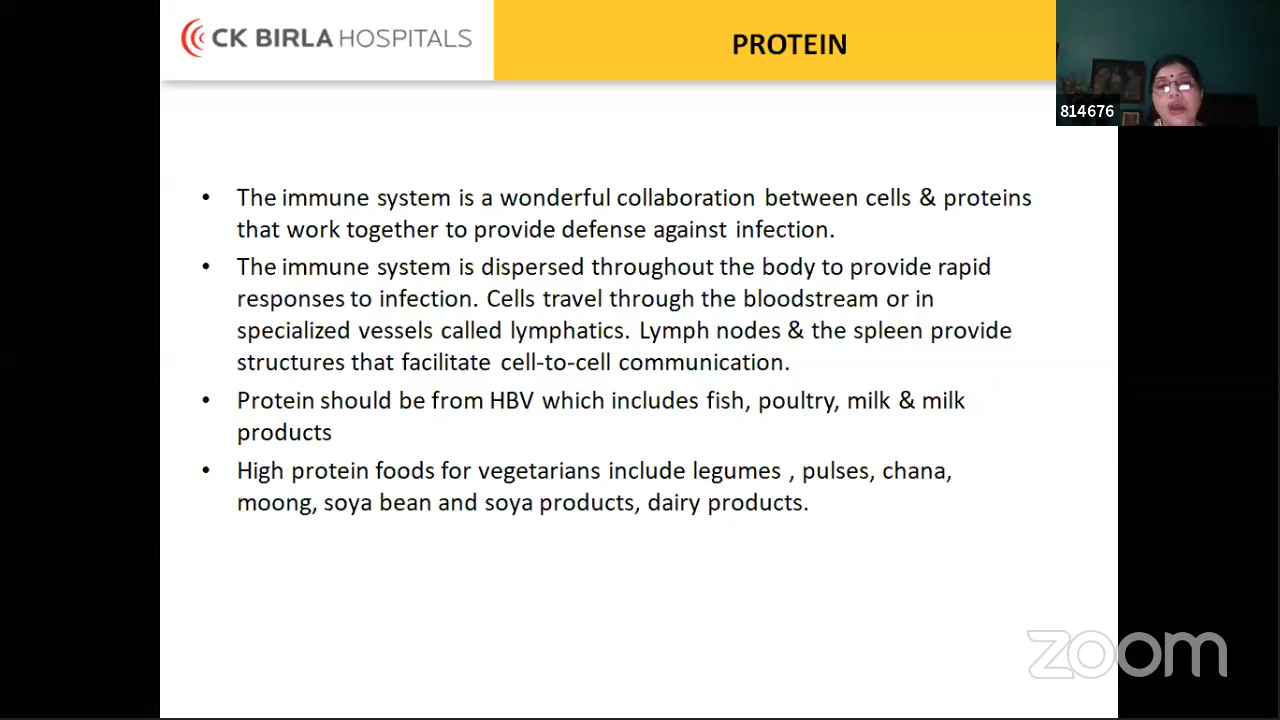 CK BIRLA HOSPITALS
PROTEIN
814676
• The immune system is a wonderful collaboration between cells & proteins
that work together to provide defense against infection.
• The immune system is dispersed throughout the body to provide rapid
responses to infection. Cells travel through the bloodstream or in
specialized vessels called lymphatics. Lymph nodes & the spleen provide
structures that facilitate cell-to-cell communication.
• Protein should be from HBV which includes fish, poultry, milk & milk
products
• High protein foods for vegetarians include legumes , pulses, chana,
moong, soya bean and soya products, dairy products.
zoom